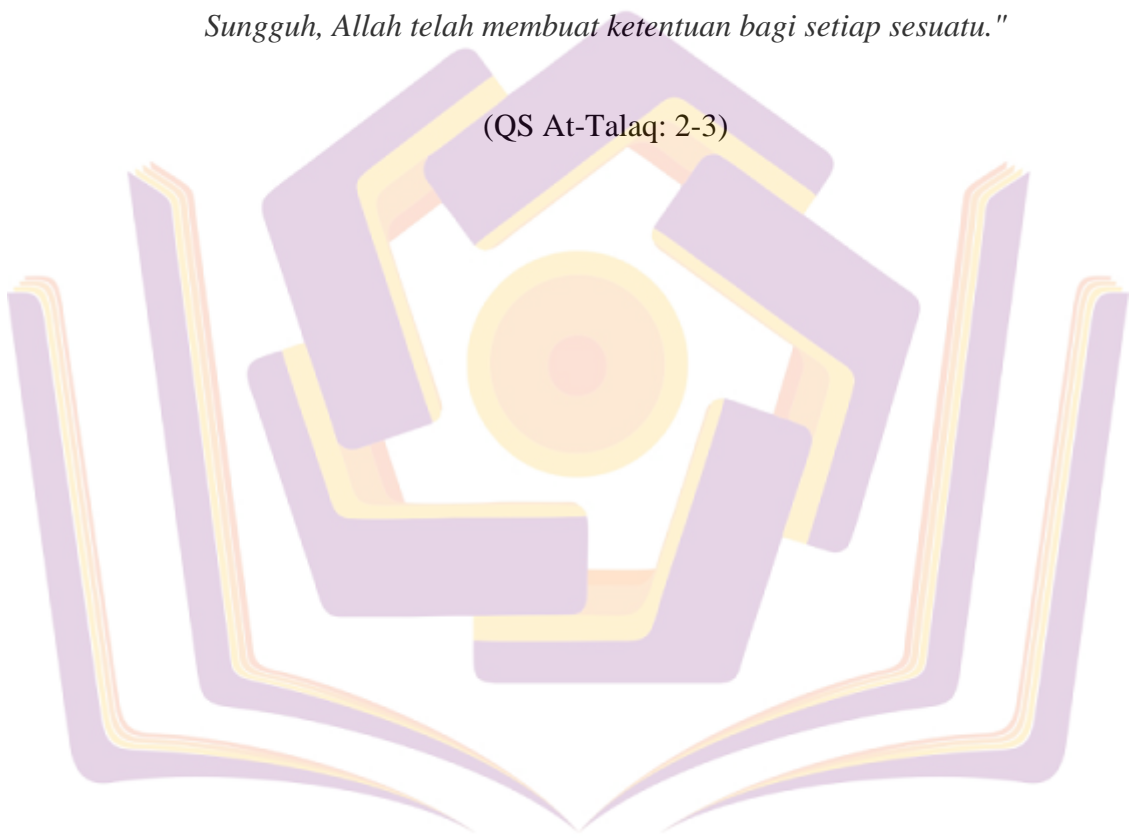 Sungguh, Allah telah membuat ketentuan bagi setiap sesuatu."
(QS At-Talaq: 2-3)